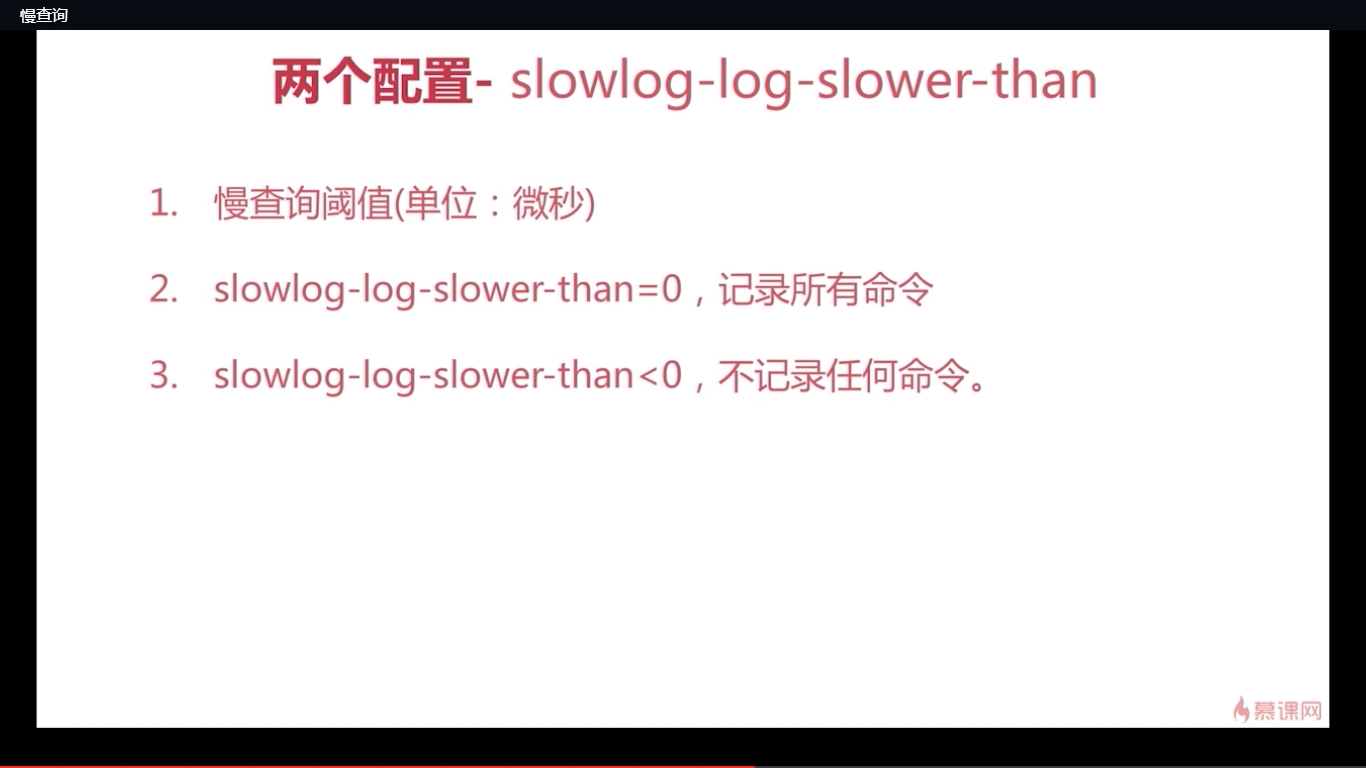 慢查询
两个配置- slowlog-log-slower-than
1. 慢查询阈值(单位：微秒)
2. slowlog-log-slower-than=0，记录所有命令
3. slowlog-log-slower-than<0，不记录任何命令。
慕课网